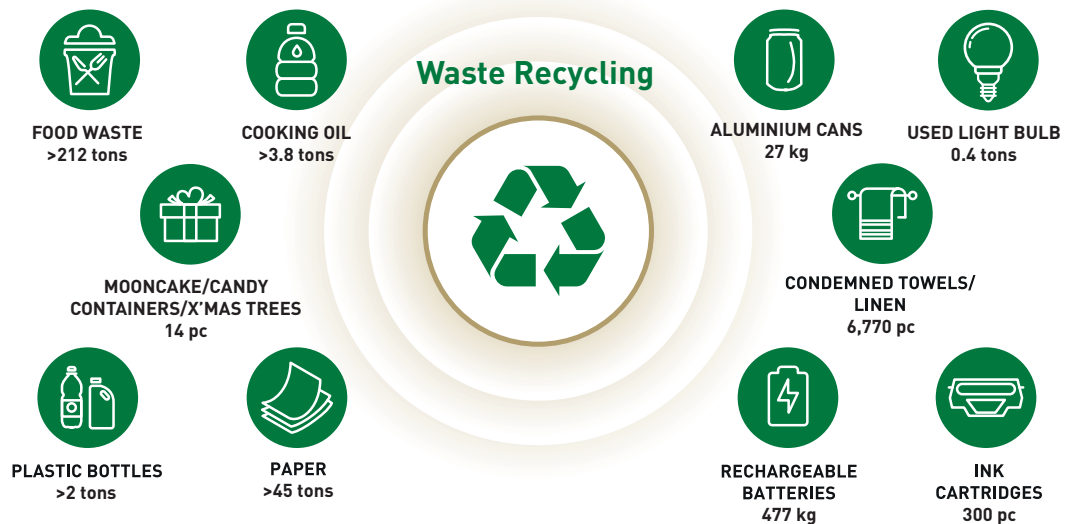 Waste Recycling
FOOD WASTE
>212 tons
COOKING OIL
>3.8 tons
ALUMINIUM CANS
27 kg
USED LIGHT BULB
0.4 tons
MOONCAKE/CANDY
CONTAINERS/X'MAS TREES
14 pc
CONDEMNED TOWELS/
LINEN
6,770 pc
PLASTIC BOTTLES
>2 tons
PAPER
>45 tons
RECHARGEABLE
BATTERIES
477 kg
INK
CARTRIDGES
300 pc